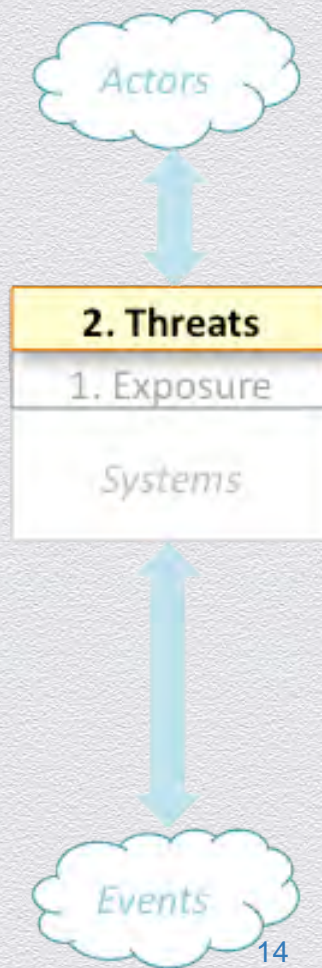 Actors
2. Threats
1. Exposure
Systems
Events
14